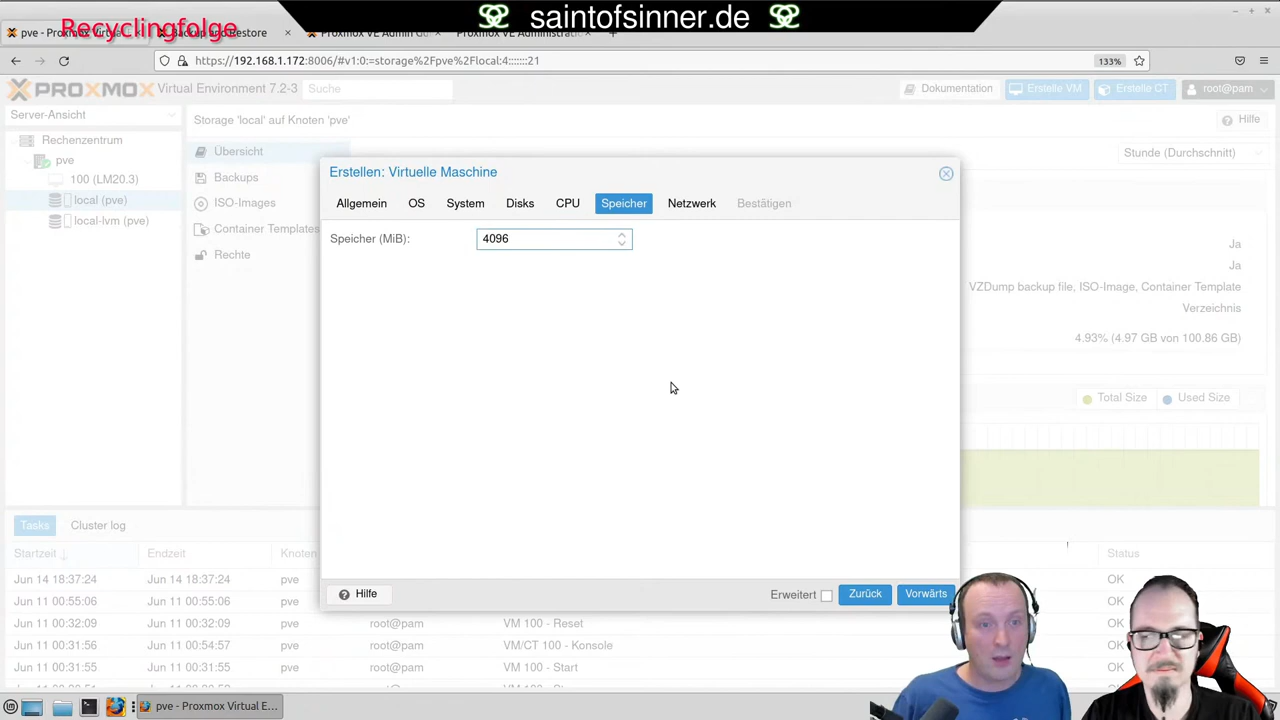 saintofsinner.de
Recyclingfolge
pve - Proxmox Virtual
Backup and Restore
Proxmox VE Admin Gu
Proxmox VE Administrati
https://192.168.1.172:8006/#v1:0:=storage%2Fpve%2Flocal:4:::::::21
133%
PROXMOX Virtual Environment 7.2-3
Suche
Dokumentation
Erstelle VM
Erstelle CT
root@pam
Server-Ansicht
Storage 'local' auf Knoten 'pve'
Hilfe
Rechenzentrum
pve
100 (LM20.3)
local (pve)
local-lvm (pve)
Übersicht
Backups
ISO-Images
Container Templates
Rechte
Stunde (Durchschnitt)
Erstellen: Virtuelle Maschine
Allgemein
OS
System
Disks
CPU
Speicher
Netzwerk
Bestätigen
Speicher (MiB):
4096
Ja
Ja
VZDump backup file, ISO-Image, Container Template
Verzeichnis
4.93% (4.97 GB von 100.86 GB)
Total Size
Used Size
Hilfe
Erweitert
Zurück
Vorwärts
Tasks
Cluster log
Startzeit
Endzeit
Knoten
Status
Jun 14 18:37:24
Jun 14 18:37:24
pve
OK
Jun 11 00:55:06
Jun 11 00:55:06
pve
OK
Jun 11 00:32:09
Jun 11 00:32:09
pve
root@pam
VM 100 - Reset
OK
Jun 11 00:31:56
Jun 11 00:54:57
pve
root@pam
VM/CT 100 - Konsole
OK
Jun 11 00:31:55
Jun 11 00:31:55
pve
root@pam
VM 100 - Start
OK
pve - Proxmox Virtual E...